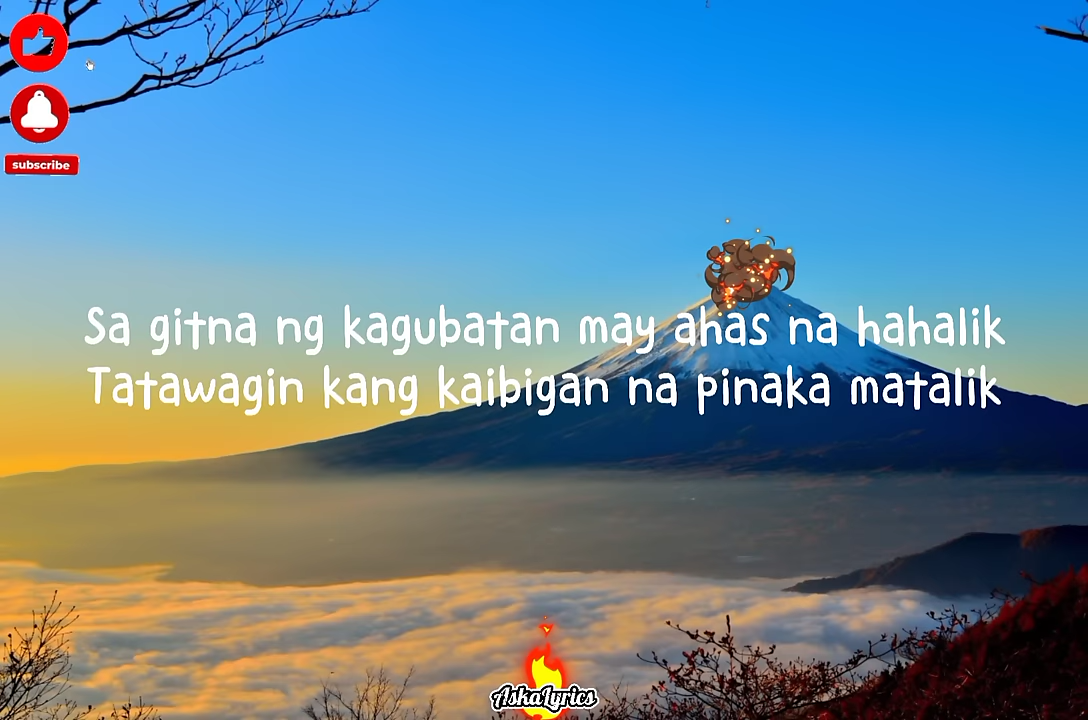 subscribe
Sa gitna ng kagubatan may ahas na hahalik
Tatawagin kang kaibigan na pinaka matalik
AskaLyrics